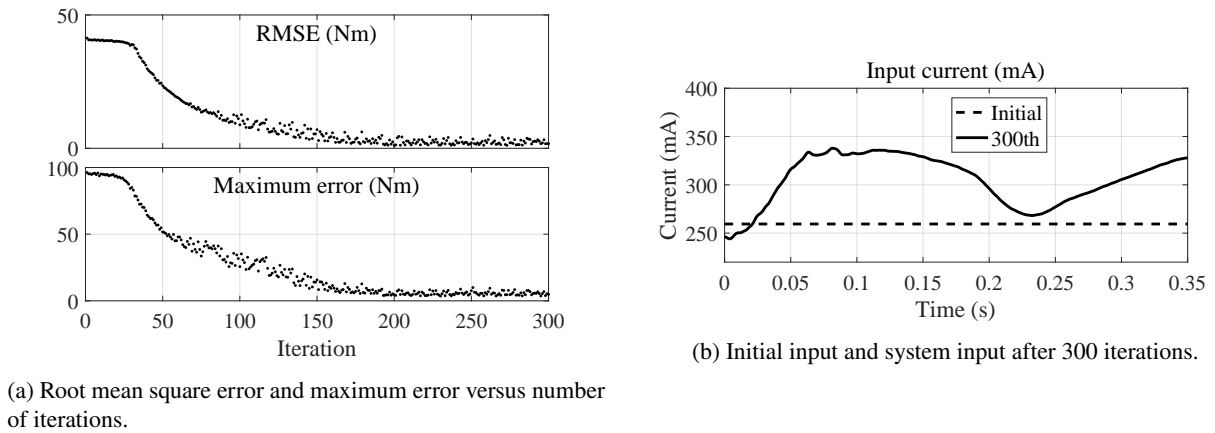 50
RMSE (Nm)
0
100
Maximum error (Nm)
50
0
0 50 100 150 200 250 300
Iteration
(a) Root mean square error and maximum error versus number
of iterations.
Input current (mA)
400
Initial
300th
350
300
250
Current (mA)
0 0.05 0.1 0.15 0.2 0.25 0.3 0.35
Time (s)
(b) Initial input and system input after 300 iterations.